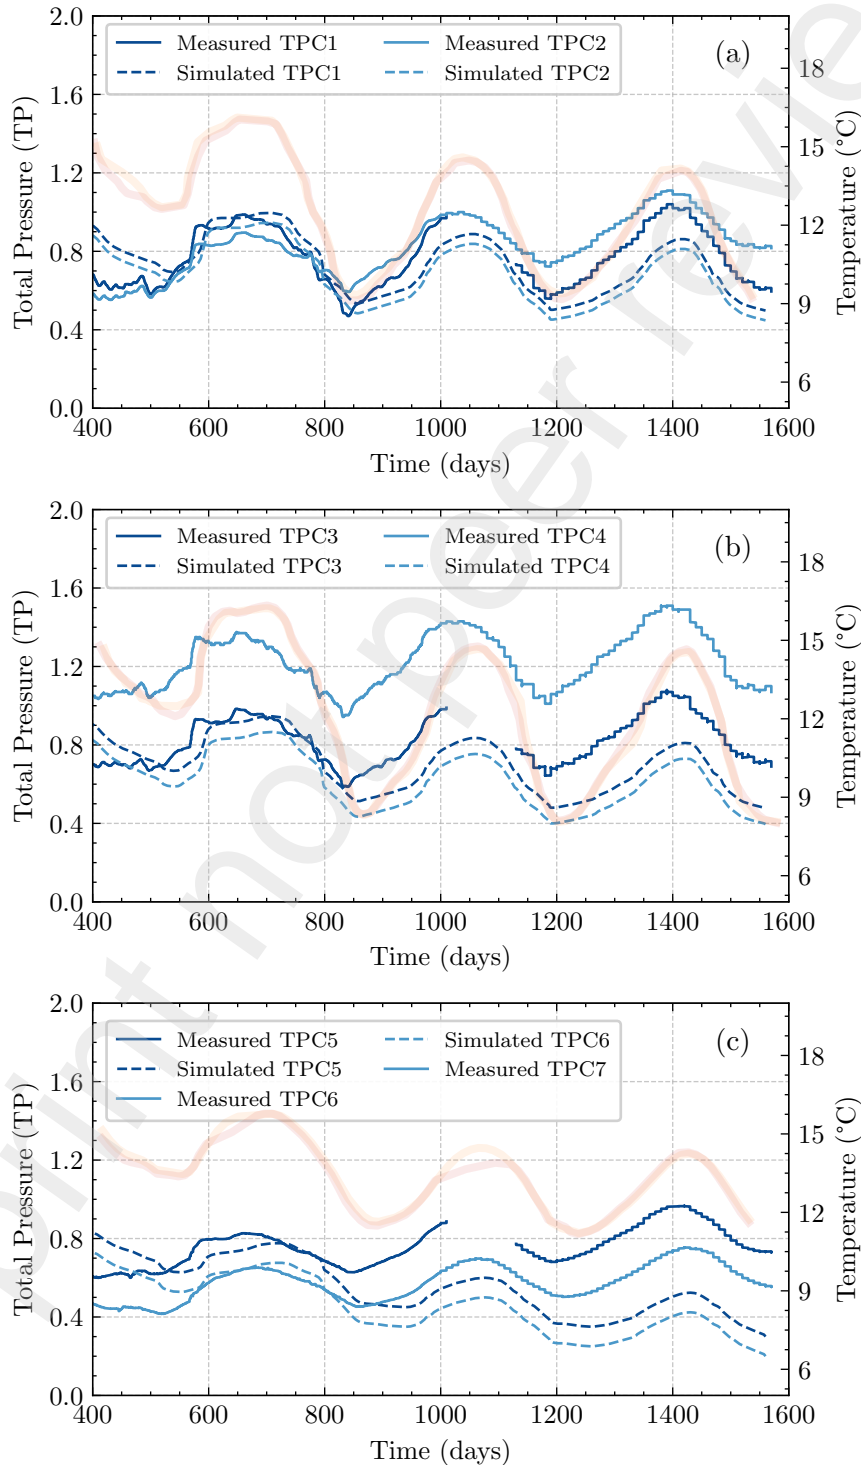 2.0
1.6
1.2
0.8
0.4
0.0
Total Pressure (TP)
Measured TPC1
Simulated TPC1
Measured TPC2
Simulated TPC2
(a)
18
15
12
9
6
Temperature (°C)
400 600 800 1000 1200 1400 1600
Time (days)
2.0
1.6
1.2
0.8
0.4
0.0
Total Pressure (TP)
Measured TPC3
Simulated TPC3
Measured TPC4
Simulated TPC4
(b)
18
15
12
9
6
Temperature (°C)
400 600 800 1000 1200 1400 1600
Time (days)
2.0
1.6
1.2
0.8
0.4
0.0
Total Pressure (TP)
Measured TPC5
Simulated TPC5
Measured TPC6
Simulated TPC6
Measured TPC7
(c)
18
15
12
9
6
Temperature (°C)
400 600 800 1000 1200 1400 1600
Time (days)
print not peer revie